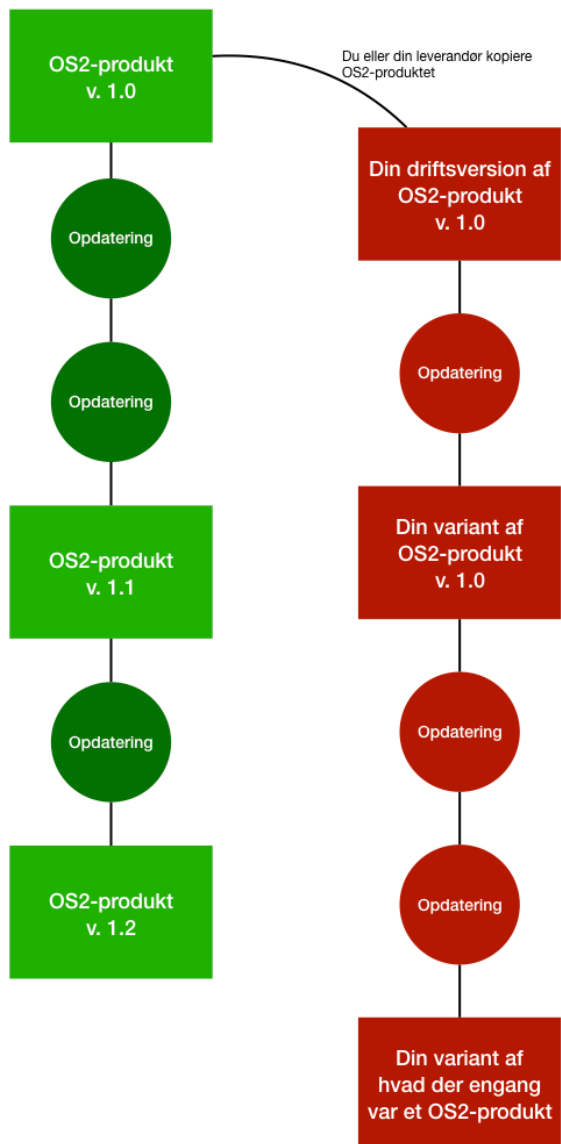 OS2-produkt
v. 1.0
Du eller din leverandør kopiere
OS2-produktet
Din driftsversion af
OS2-produkt
v. 1.0
Opdatering
Opdatering
Opdatering
OS2-produkt
v. 1.1
Din variant af
OS2-produkt
v. 1.0
Opdatering
Opdatering
OS2-produkt
v. 1.2
Opdatering
Din variant af
hvad der engang
var et OS2-produkt